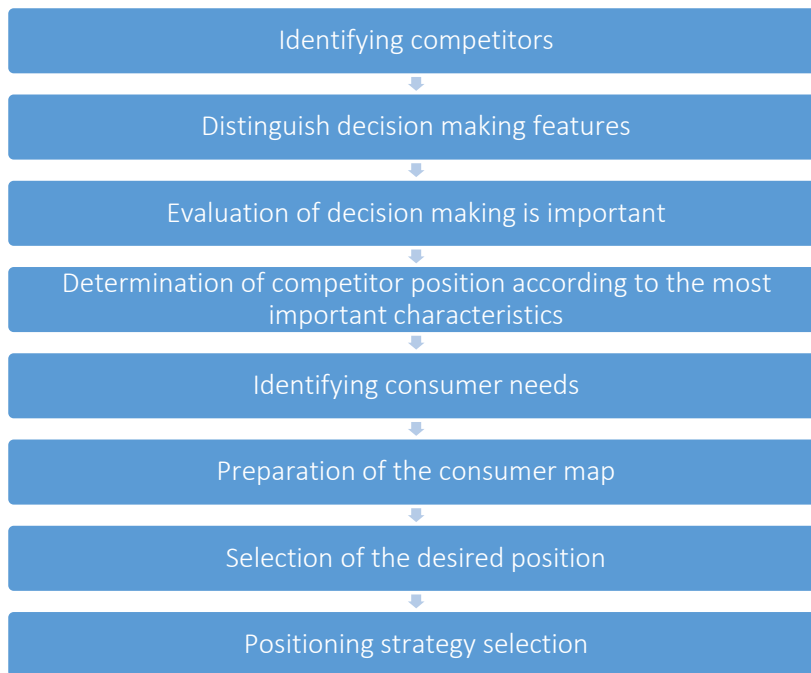 Identifying competitors
Distinguish decision making features
Evaluation of decision making is important
Determination of competitor position according to the most
important characteristics
Identifying consumer needs
Preparation of the consumer map
Selection of the desired position
Positioning strategy selection